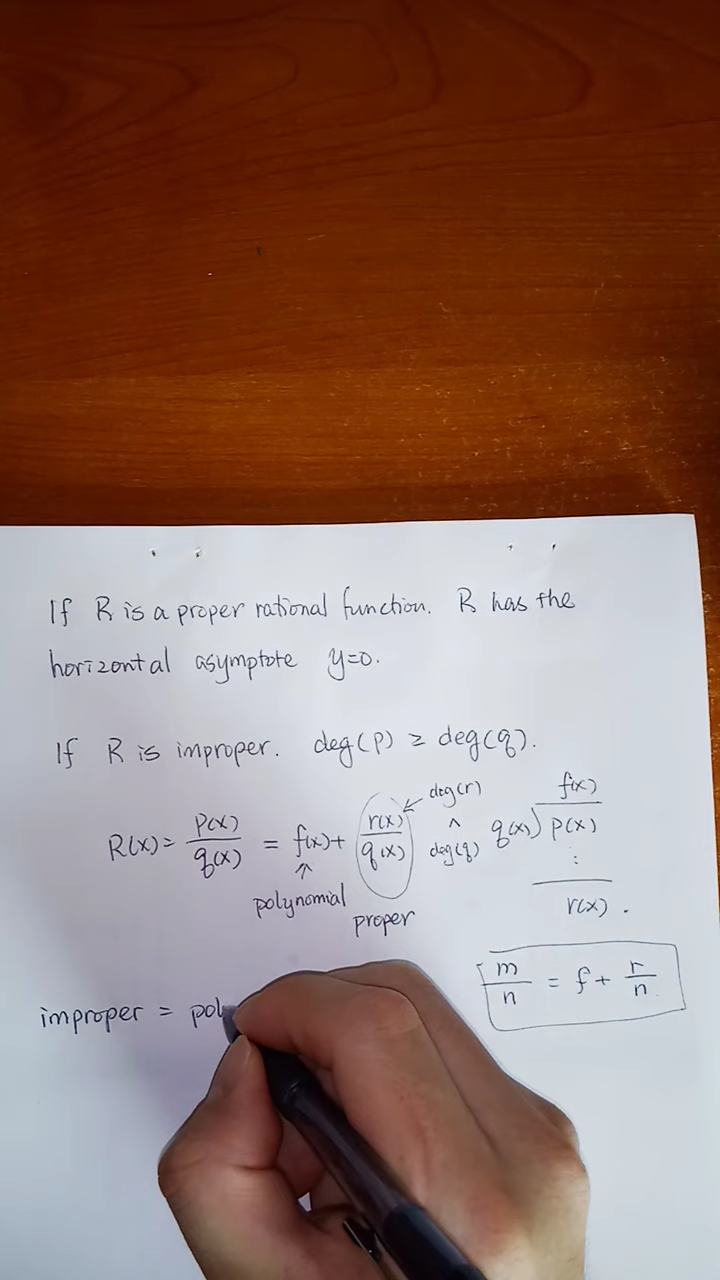 If R is a proper rational function. R has the
horizontal asymptote y=0.
If R is improper. deg(p) ≥ deg(q).
R(x) = p(x)/q(x) = f(x) + r(x)/q(x)
deg(r)
^
deg(q)
polynomial
proper
f(x)
q(x) ) p(x)
:
r(x) .
m/n = f + r/n
improper = pol